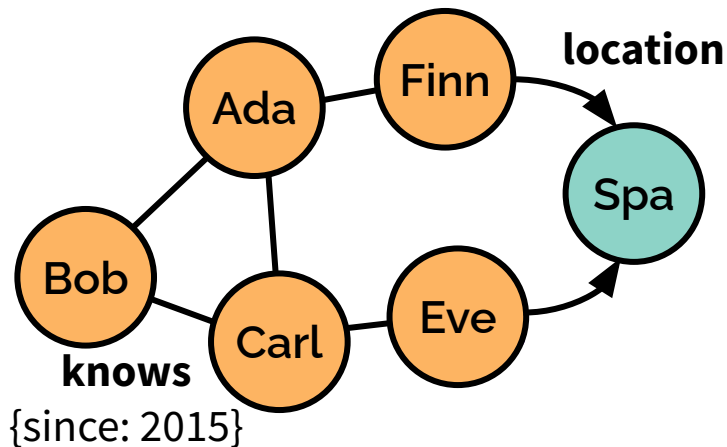 location
Finn
Ada
Spa
Bob
Eve
Carl
knows
{since: 2015}